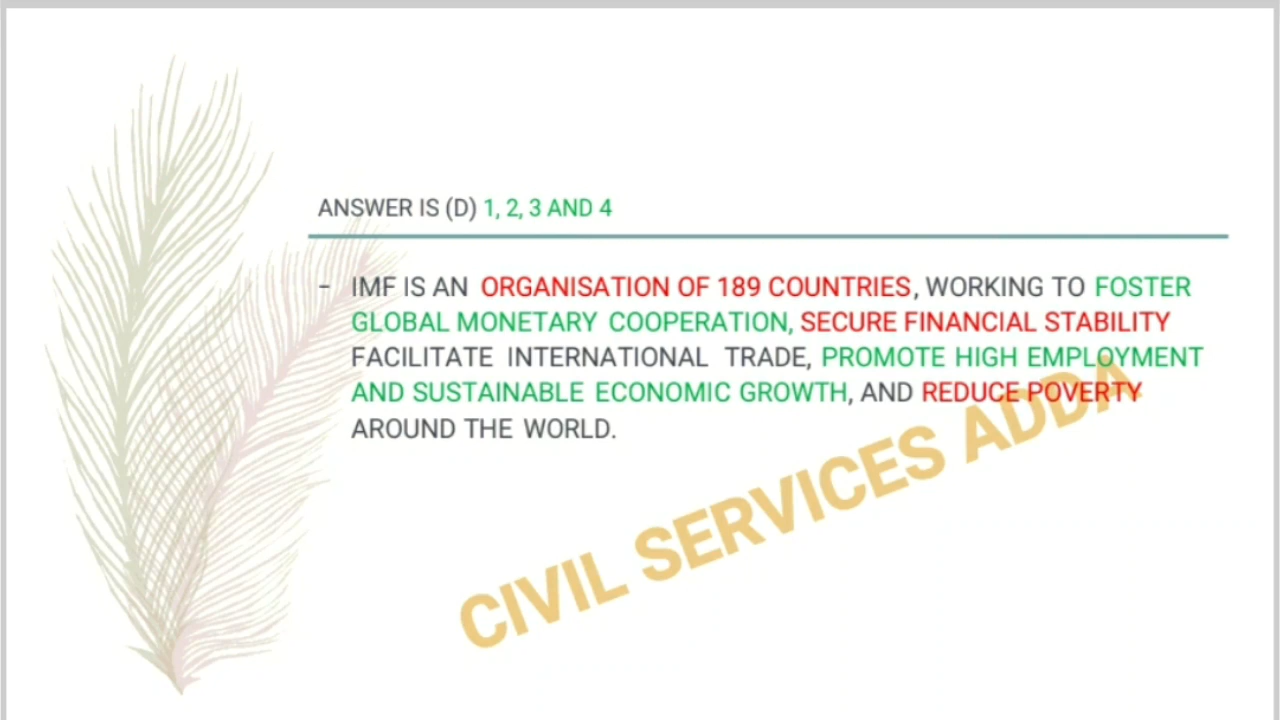 ANSWER IS (D) 1, 2, 3 AND 4
- IMF IS AN ORGANISATION OF 189 COUNTRIES, WORKING TO FOSTER
GLOBAL MONETARY COOPERATION, SECURE FINANCIAL STABILITY
FACILITATE INTERNATIONAL TRADE, PROMOTE HIGH EMPLOYMENT
AND SUSTAINABLE ECONOMIC GROWTH, AND REDUCE POVERTY
AROUND THE WORLD.
CIVIL SERVICES ADDA